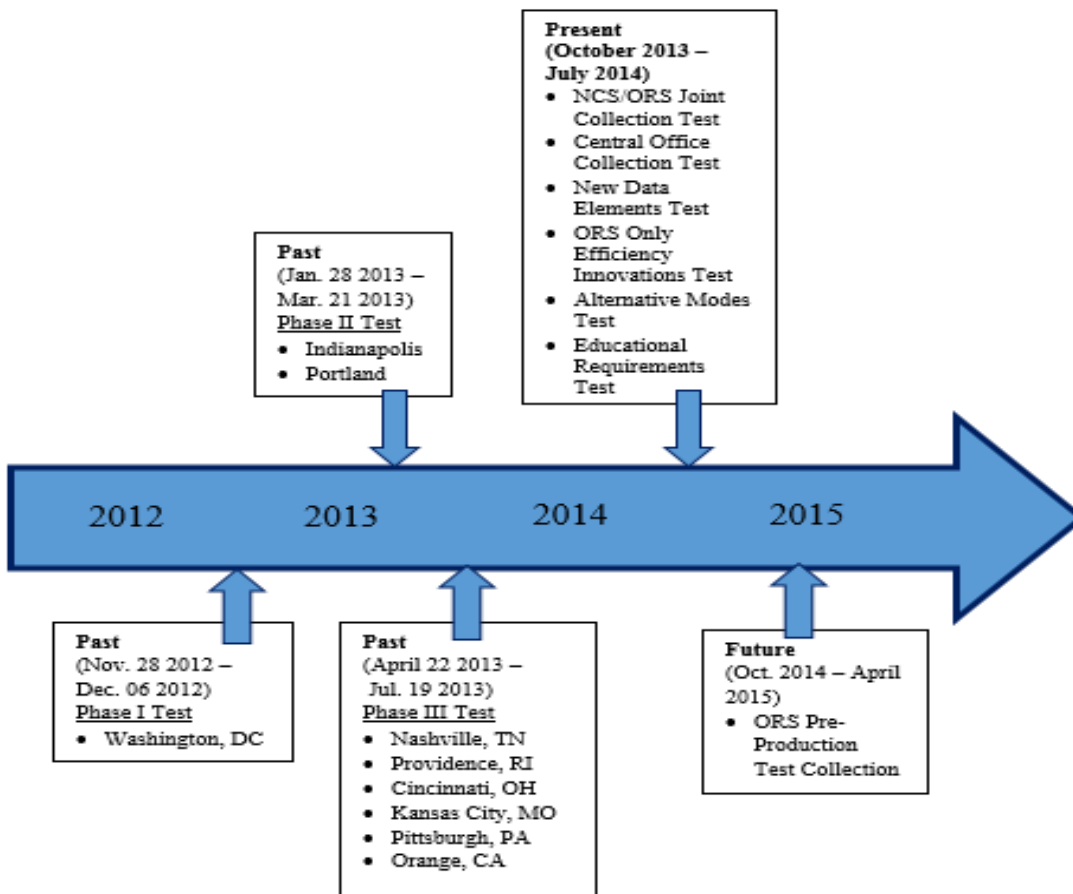 Present
(October 2013 –
July 2014)
• NCS/ORS Joint
Collection Test
• Central Office
Collection Test
• New Data
Elements Test
• ORS Only
Efficiency
Innovations Test
• Alternative Modes
Test
• Educational
Requirements
Test
Past
(Jan. 28 2013 –
Mar. 21 2013)
Phase II Test
• Indianapolis
• Portland
2012 2013 2014 2015
Past
(Nov. 28 2012 –
Dec. 06 2012)
Phase I Test
• Washington, DC
Past
(April 22 2013 –
Jul. 19 2013)
Phase III Test
• Nashville, TN
• Providence, RI
• Cincinnati, OH
• Kansas City, MO
• Pittsburgh, PA
• Orange, CA
Future
(Oct. 2014 – April
2015)
• ORS Pre-
Production
Test Collection